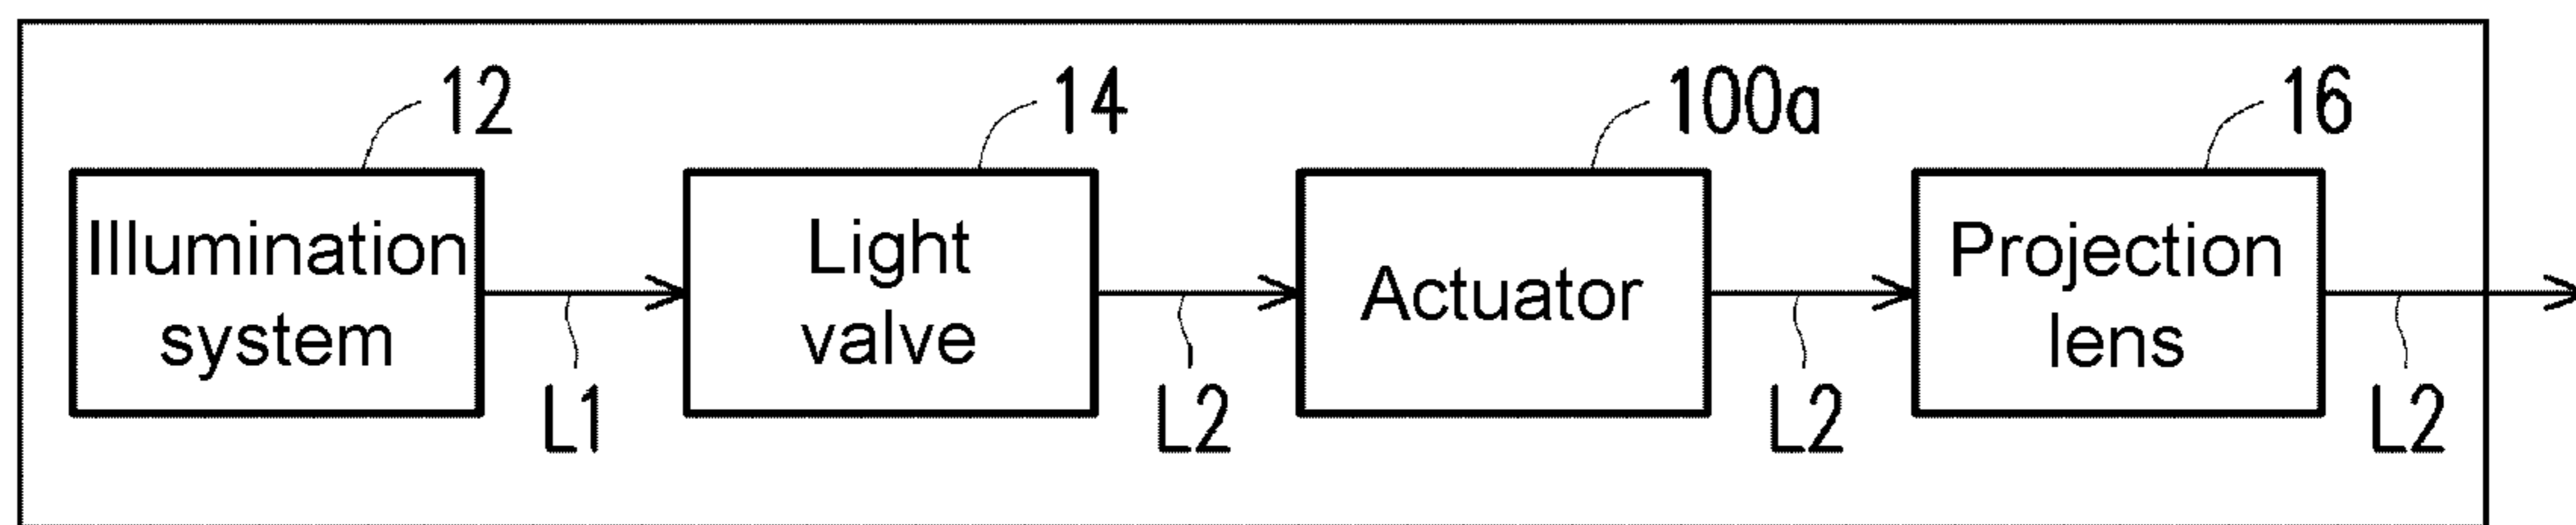 12
14
100a
16
Illumination
system
Light
valve
Actuator
Projection
lens
L1
L2
L2
L2